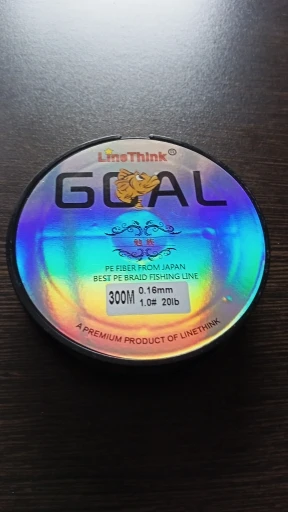 LineThink®
GOAL
PE FIBER FROM JAPAN
BEST PE BRAID FISHING LINE
300M 0.16mm
1.0# 20lb
A PREMIUM PRODUCT OF LINETHINK